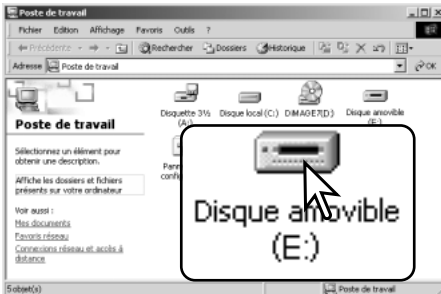 Poste de travail
Fichier Edition Affichage Favoris Outils ?
Précédente Rechercher Dossiers Historique
Adresse Poste de travail OK
Poste de travail
Sélectionnez un élément pour
obtenir une description.
Affiche les dossiers et fichiers
présents sur votre ordinateur
Voir aussi :
Mes documents
Favoris réseau
Connexions réseau et accès à
distance
Disquette 3½
(A:)
Disque local (C:)
DiMAGE7(D:)
Disque amovible
(E:)
Disque amovible
(E:)
5 objet(s)
Poste de travail